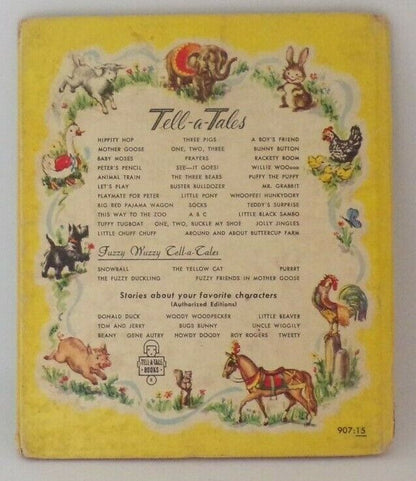 Tell-a-Tales
HIPPITY HOP THREE PIGS A BOY'S FRIEND
MOTHER GOOSE ONE, TWO, THREE BUNNY BUTTON
BABY MOSES PRAYERS RACKETY BOOM
PETER'S PENCIL SEE—IT GOES! WILLIE WOODILLO
ANIMAL TRAIN THE THREE BEARS PUFFY THE PUPPY
LET'S PLAY BUSTER BULLDOZER MR. GRABBIT
PLAYMATE FOR PETER LITTLE PONY WHOOPEE! HUNKYDORY
BIG RED PAJAMA WAGON SOCKS TEDDY'S SURPRISE
THIS WAY TO THE ZOO A B C LITTLE BLACK SAMBO
TUFFY TUGBOAT ONE, TWO, BUCKLE MY SHOE JOLLY JINGLES
LITTLE CHUFF CHUFF AROUND AND ABOUT BUTTERCUP FARM
Fuzzy Wuzzy Tell-a-Tales
SNOWBALL THE YELLOW CAT PURRRT
THE FUZZY DUCKLING FUZZY FRIENDS IN MOTHER GOOSE
Stories about your favorite characters
(Authorized Editions)
DONALD DUCK WOODY WOODPECKER LITTLE BEAVER
TOM AND JERRY BUGS BUNNY UNCLE WIGGILY
BEANY GENE AUTRY HOWDY DOODY ROY ROGERS TWEETY
TELL-A-TALE
BOOKS
907:15